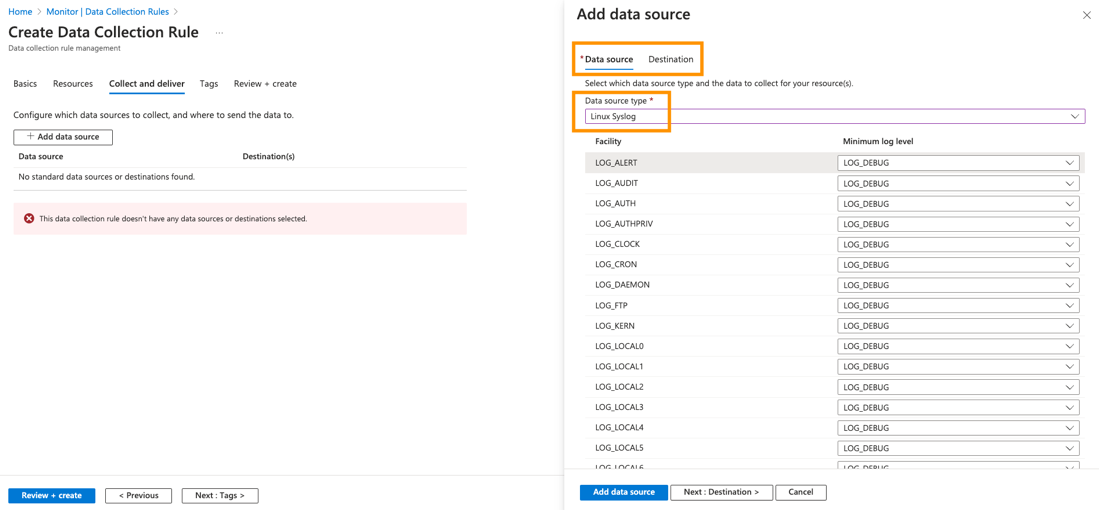 Home > Monitor | Data Collection Rules >
Create Data Collection Rule ...
Data collection rule management
Basics Resources Collect and deliver Tags Review + create
Configure which data sources to collect, and where to send the data to.
+ Add data source
Data source Destination(s)
No standard data sources or destinations found.
This data collection rule doesn't have any data sources or destinations selected.
Review + create < Previous Next : Tags >
Add data source
* Data source Destination
Select which data source type and the data to collect for your resource(s).
Data source type *
Linux Syslog
Facility Minimum log level
LOG_ALERT LOG_DEBUG
LOG_AUDIT LOG_DEBUG
LOG_AUTH LOG_DEBUG
LOG_AUTHPRIV LOG_DEBUG
LOG_CLOCK LOG_DEBUG
LOG_CRON LOG_DEBUG
LOG_DAEMON LOG_DEBUG
LOG_FTP LOG_DEBUG
LOG_KERN LOG_DEBUG
LOG_LOCAL0 LOG_DEBUG
LOG_LOCAL1 LOG_DEBUG
LOG_LOCAL2 LOG_DEBUG
LOG_LOCAL3 LOG_DEBUG
LOG_LOCAL4 LOG_DEBUG
LOG_LOCAL5 LOG_DEBUG
LOG_LOCAL6 LOG_DEBUG
Add data source Next : Destination > Cancel